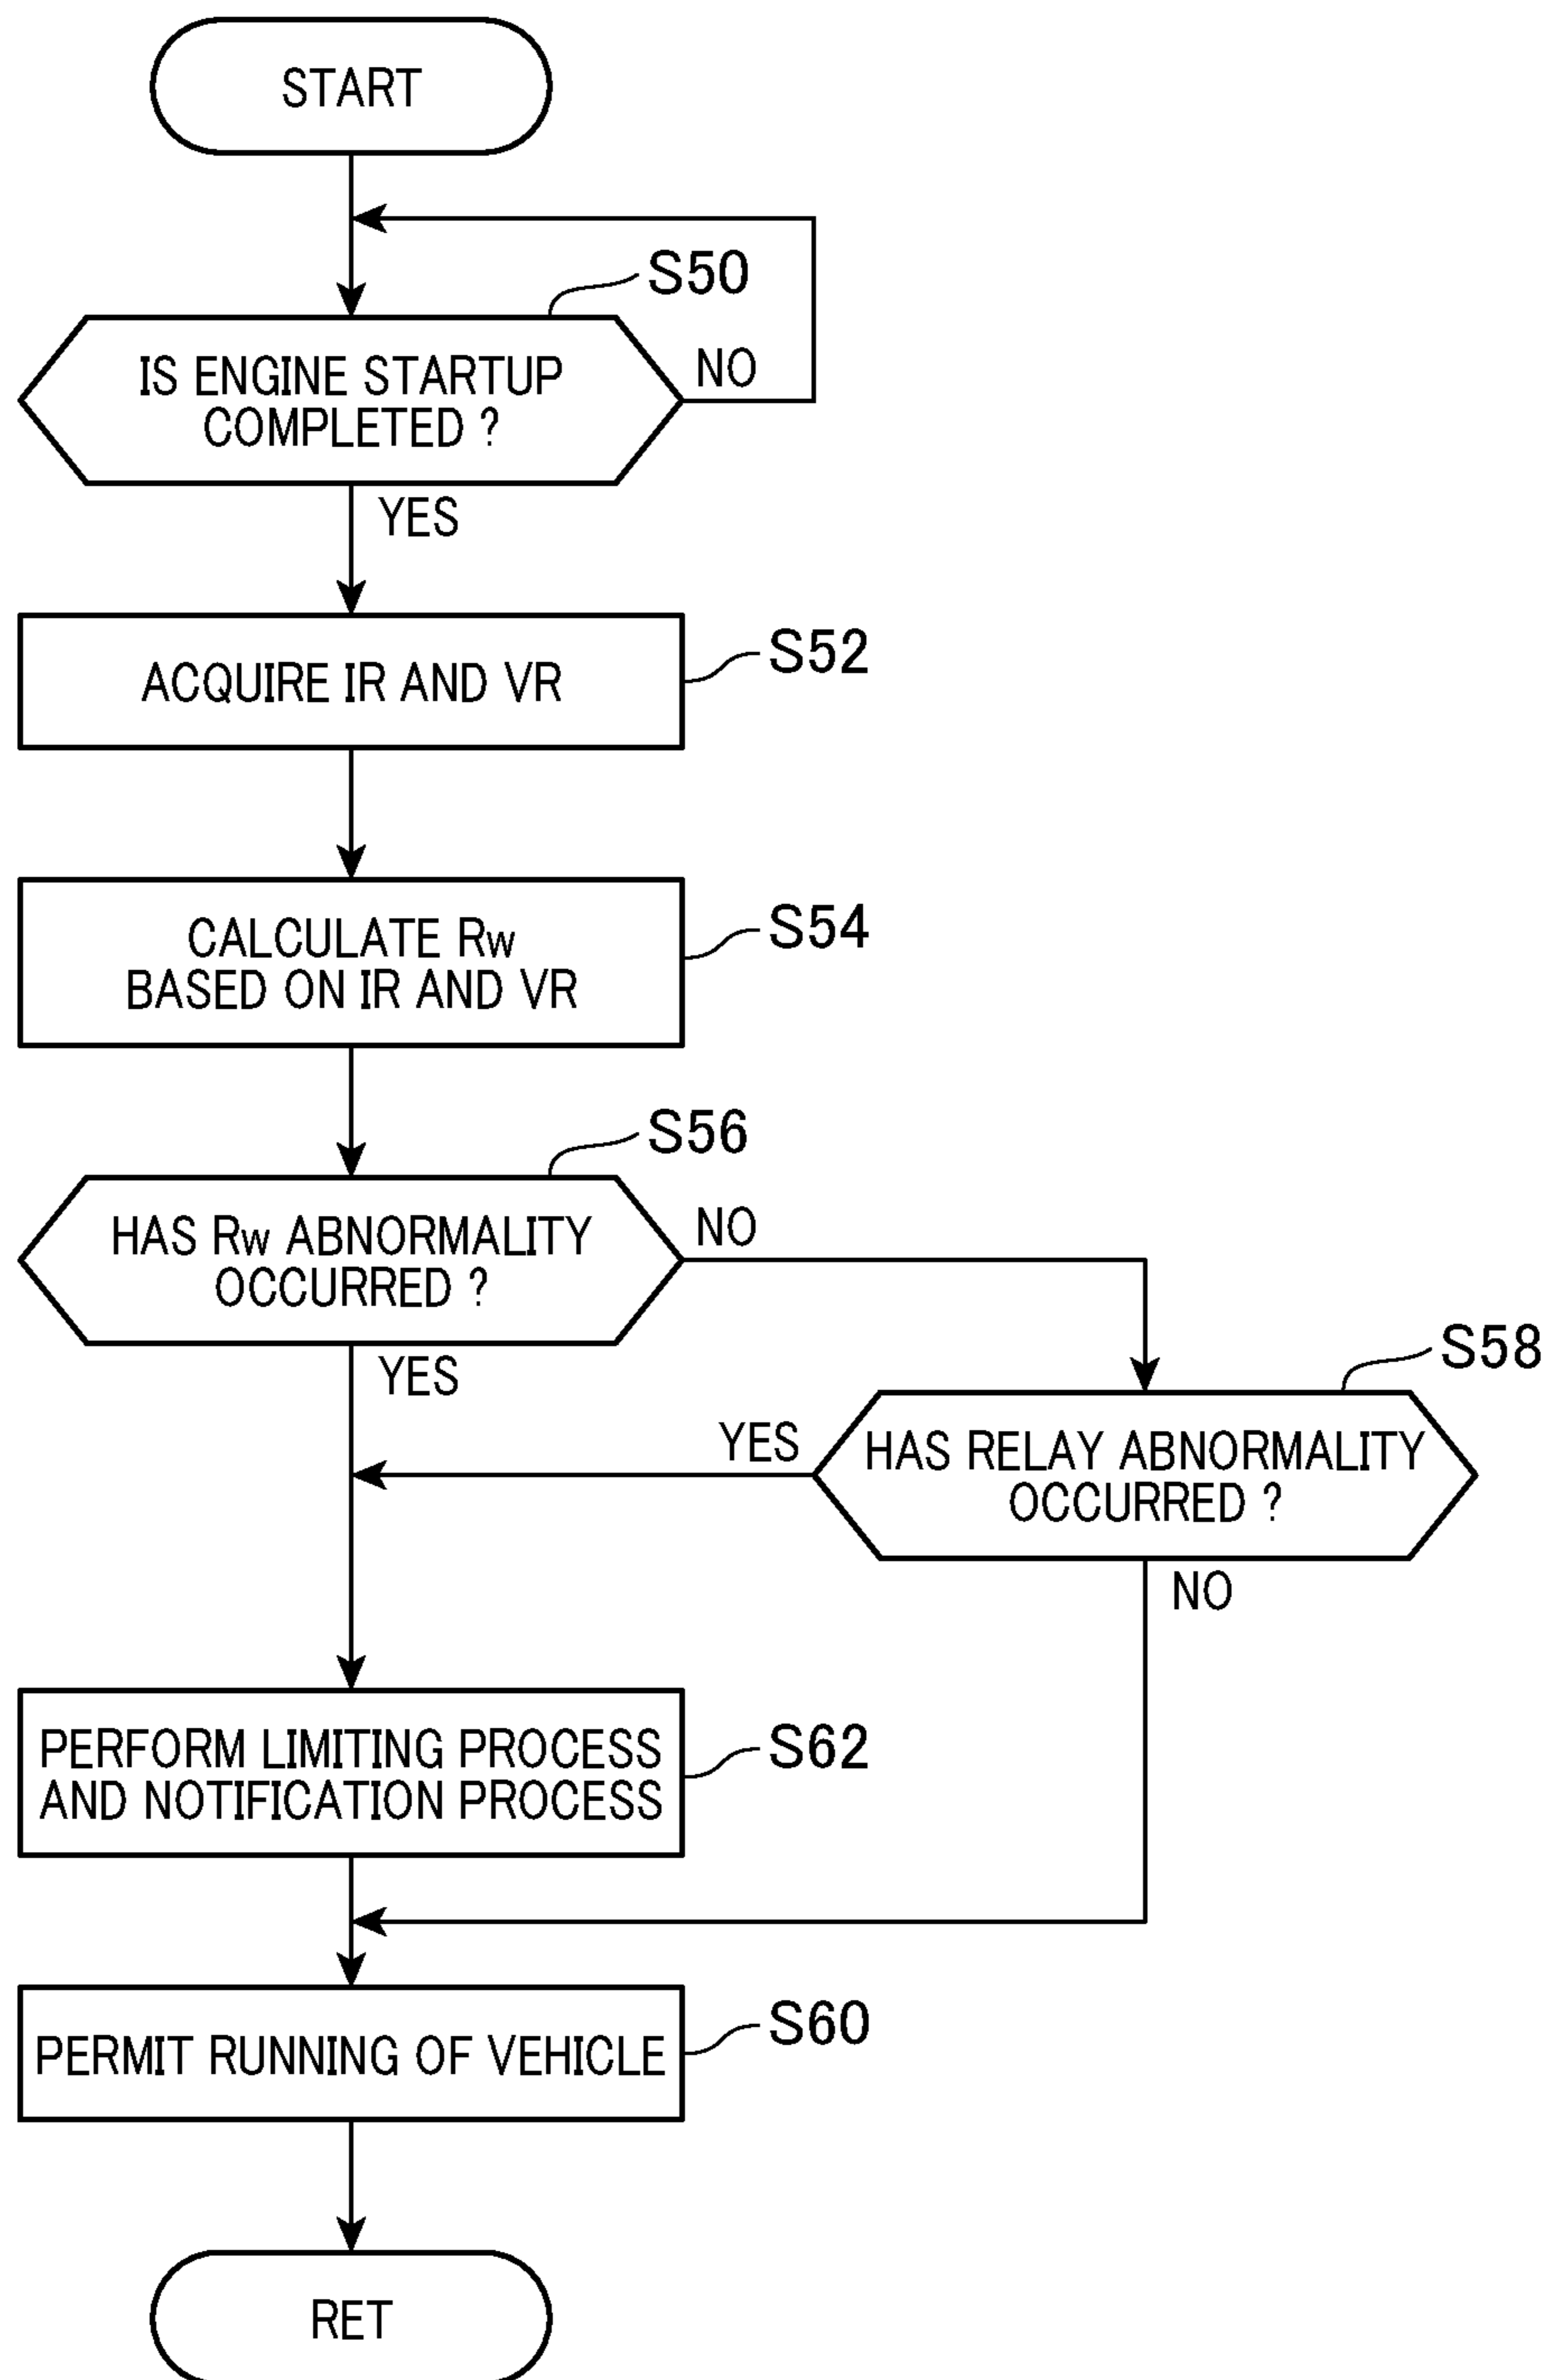 START
S50
IS ENGINE STARTUP
COMPLETED ?
NO
YES
ACQUIRE IR AND VR
S52
CALCULATE Rw
BASED ON IR AND VR
S54
S56
HAS Rw ABNORMALITY
OCCURRED ?
NO
YES
S58
HAS RELAY ABNORMALITY
OCCURRED ?
YES
NO
PERFORM LIMITING PROCESS
AND NOTIFICATION PROCESS
S62
PERMIT RUNNING OF VEHICLE
S60
RET